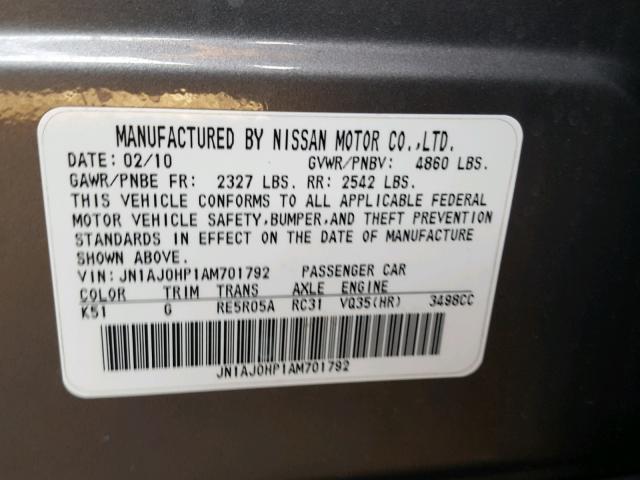 MANUFACTURED BY NISSAN MOTOR CO.,LTD.
DATE: 02/10 GVWR/PNBV: 4860 LBS.
GAWR/PNBE FR: 2327 LBS. RR: 2542 LBS.
THIS VEHICLE CONFORMS TO ALL APPLICABLE FEDERAL
MOTOR VEHICLE SAFETY,BUMPER,AND THEFT PREVENTION
STANDARDS IN EFFECT ON THE DATE OF MANUFACTURE
SHOWN ABOVE.
VIN: JN1AJ0HP1AM701792 PASSENGER CAR
COLOR TRIM TRANS AXLE ENGINE
K51 G RE5R05A RC31 VQ35(HR) 3498CC
JN1AJ0HP1AM701792